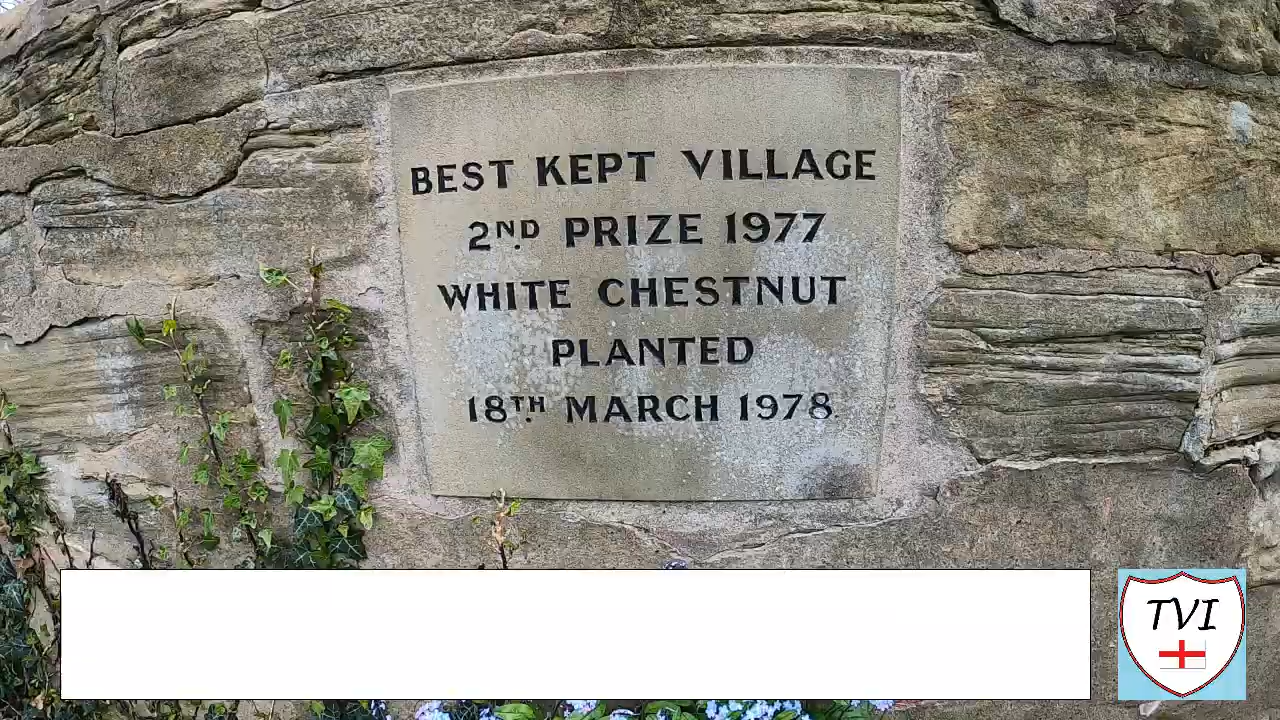 BEST KEPT VILLAGE
2ND PRIZE 1977
WHITE CHESTNUT
PLANTED
18TH MARCH 1978
TVI